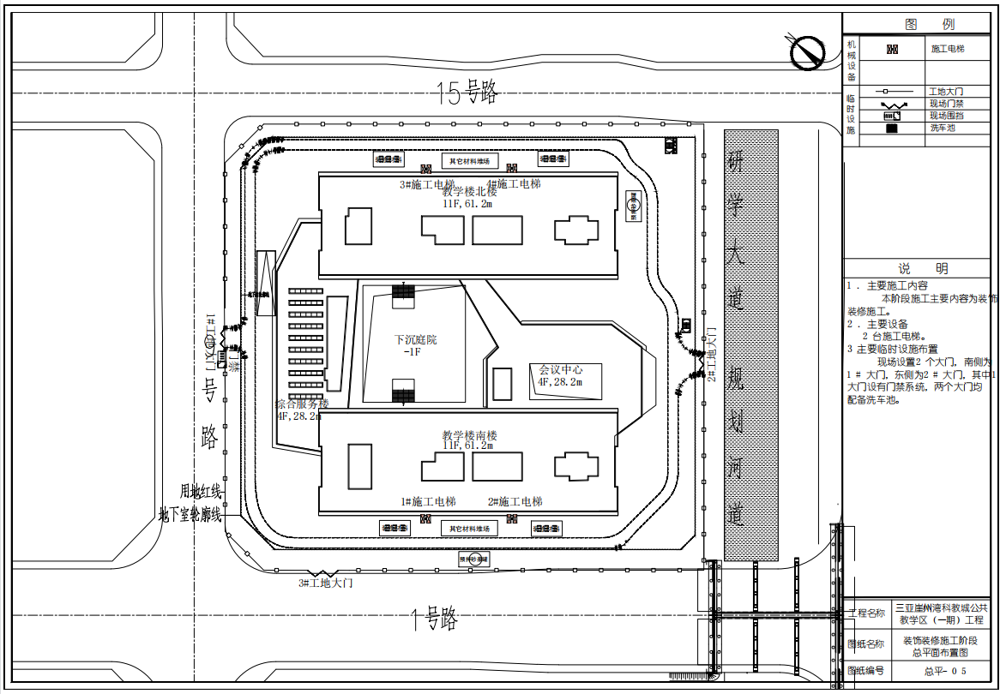 15号路
图 例
机械设备
施工电梯
临时设施
工地大门
现场门禁
现场围挡
洗车池
其它材料堆场
3#施工电梯
4#施工电梯
教学楼北楼
11F,61.2m
研学大道规划河道
下沉庭院
-1F
会议中心
4F,28.2m
综合服务楼
4F,28.2m
1#工地大门
门禁
2#工地大门
号路
教学楼南楼
11F,61.2m
1#施工电梯
2#施工电梯
其它材料堆场
用地红线
地下室轮廓线
3#工地大门
1号路
说 明
1 . 主要施工内容
本阶段施工主要内容为装饰
装修施工。
2 . 主要设备
2 台施工电梯。
3 主要临时设施布置
现场设置2 个大门, 南侧为
1 # 大门, 东侧为2 # 大门, 其中1
大门设有门禁系统, 两个大门均
配备洗车池。
工程名称
三亚崖州湾科教城公共
教学区（一期）工程
图纸名称
装饰装修施工阶段
总平面布置图
图纸编号
总平- 0 5